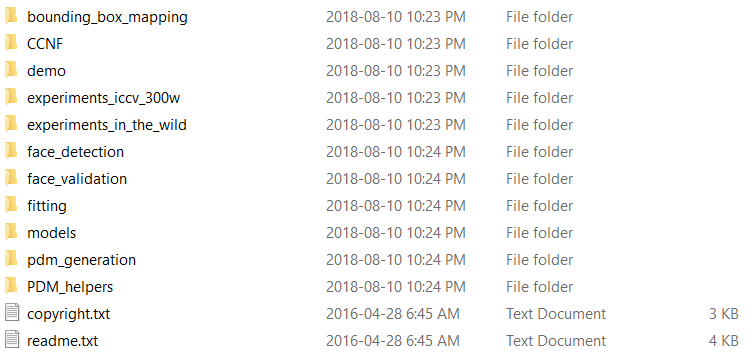 bounding_box_mapping 2018-08-10 10:23 PM File folder
CCNF 2018-08-10 10:23 PM File folder
demo 2018-08-10 10:23 PM File folder
experiments_iccv_300w 2018-08-10 10:23 PM File folder
experiments_in_the_wild 2018-08-10 10:23 PM File folder
face_detection 2018-08-10 10:24 PM File folder
face_validation 2018-08-10 10:24 PM File folder
fitting 2018-08-10 10:24 PM File folder
models 2018-08-10 10:24 PM File folder
pdm_generation 2018-08-10 10:24 PM File folder
PDM_helpers 2018-08-10 10:24 PM File folder
copyright.txt 2016-04-28 6:45 AM Text Document 3 KB
readme.txt 2016-04-28 6:45 AM Text Document 4 KB